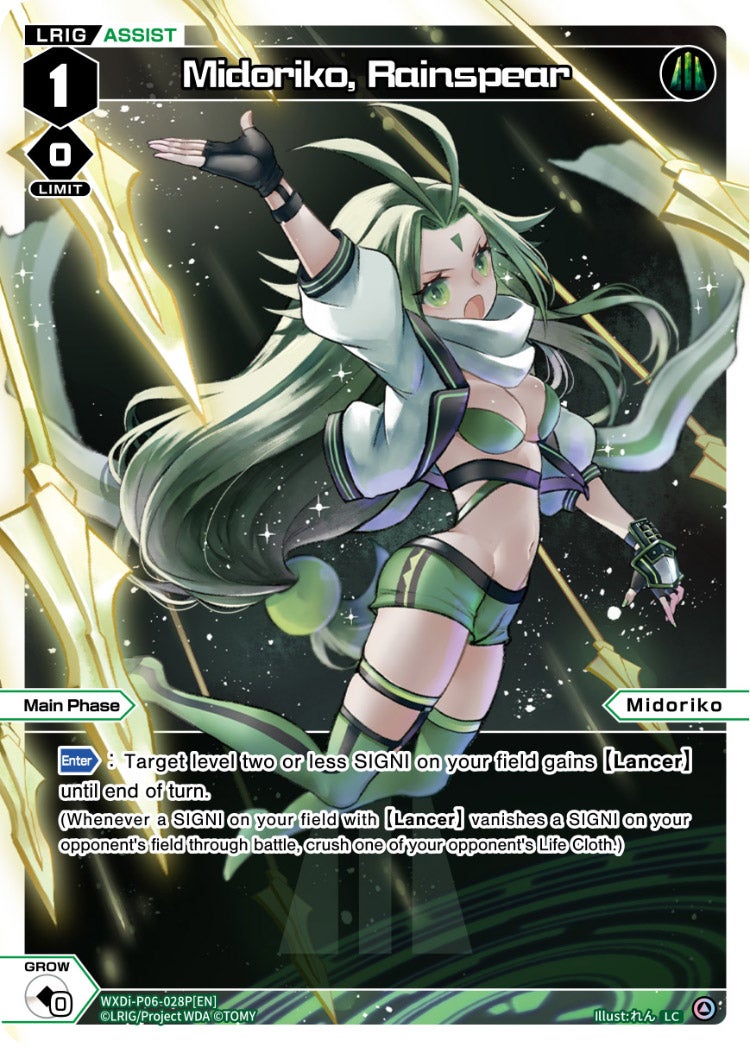 LRIG ASSIST
1
Midoriko, Rainspear
0
LIMIT
Main Phase
Midoriko
Enter : Target level two or less SIGNI on your field gains 【Lancer】
until end of turn.
(Whenever a SIGNI on your field with 【Lancer】 vanishes a SIGNI on your
opponent's field through battle, crush one of your opponent's Life Cloth.)
GROW
0
WXDi-P06-028P[EN]
©LRIG/Project WDA ©TOMY
Illust:れん LC